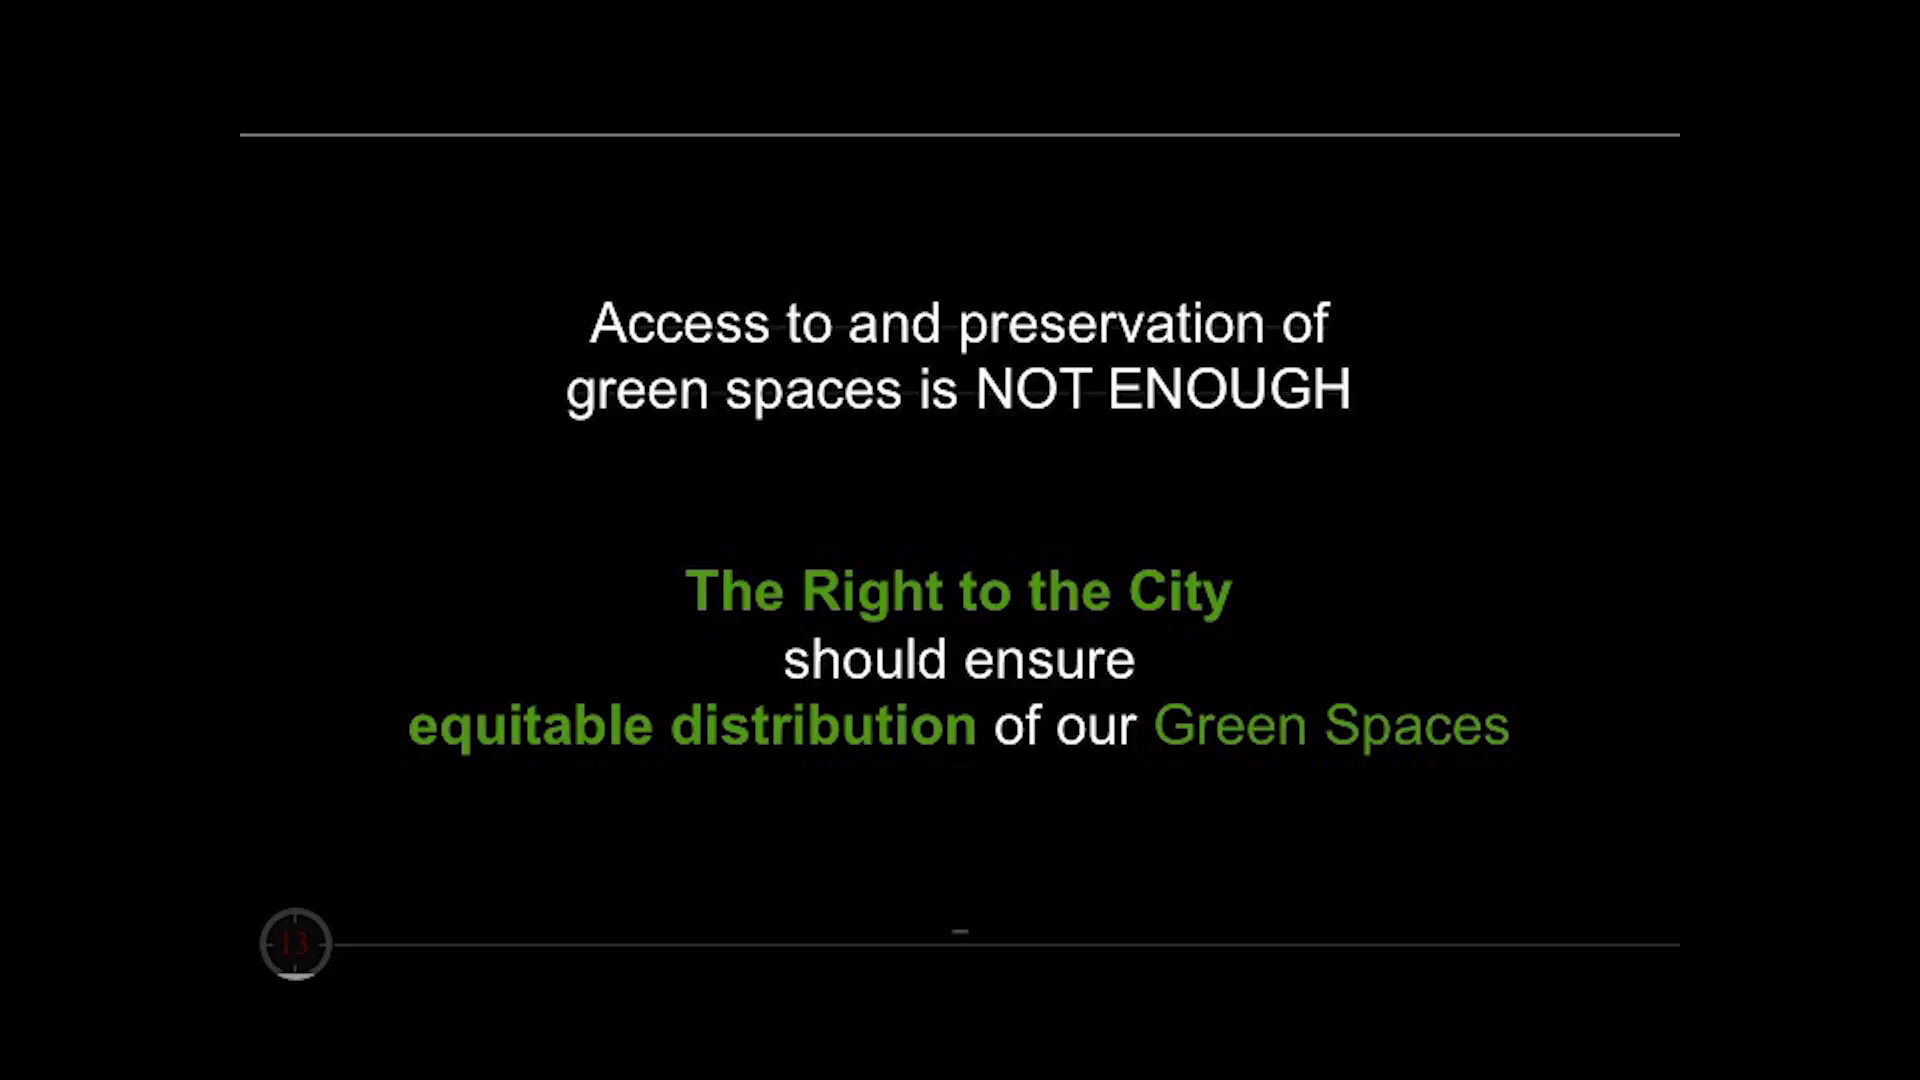 Access to and preservation of
green spaces is NOT ENOUGH
The Right to the City
should ensure
equitable distribution of our Green Spaces
13